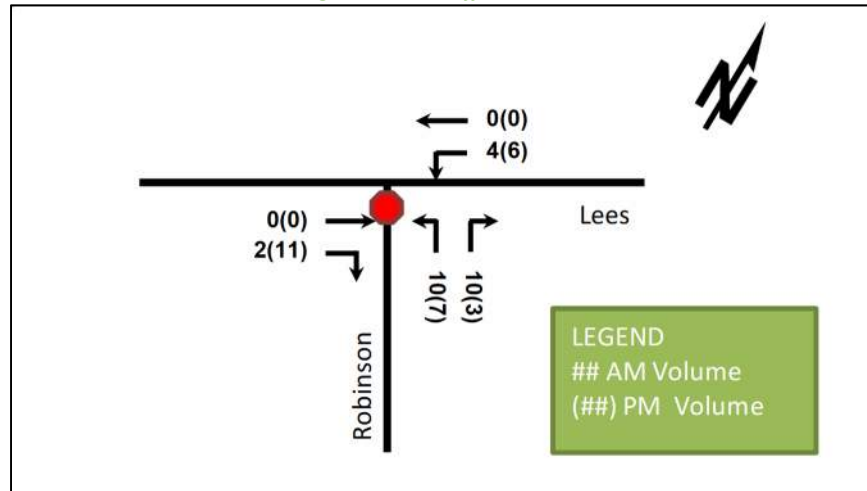 0(0)
4(6)
0(0)
2(11)
Lees
10(7)
10(3)
Robinson
N
LEGEND
## AM Volume
(##) PM Volume